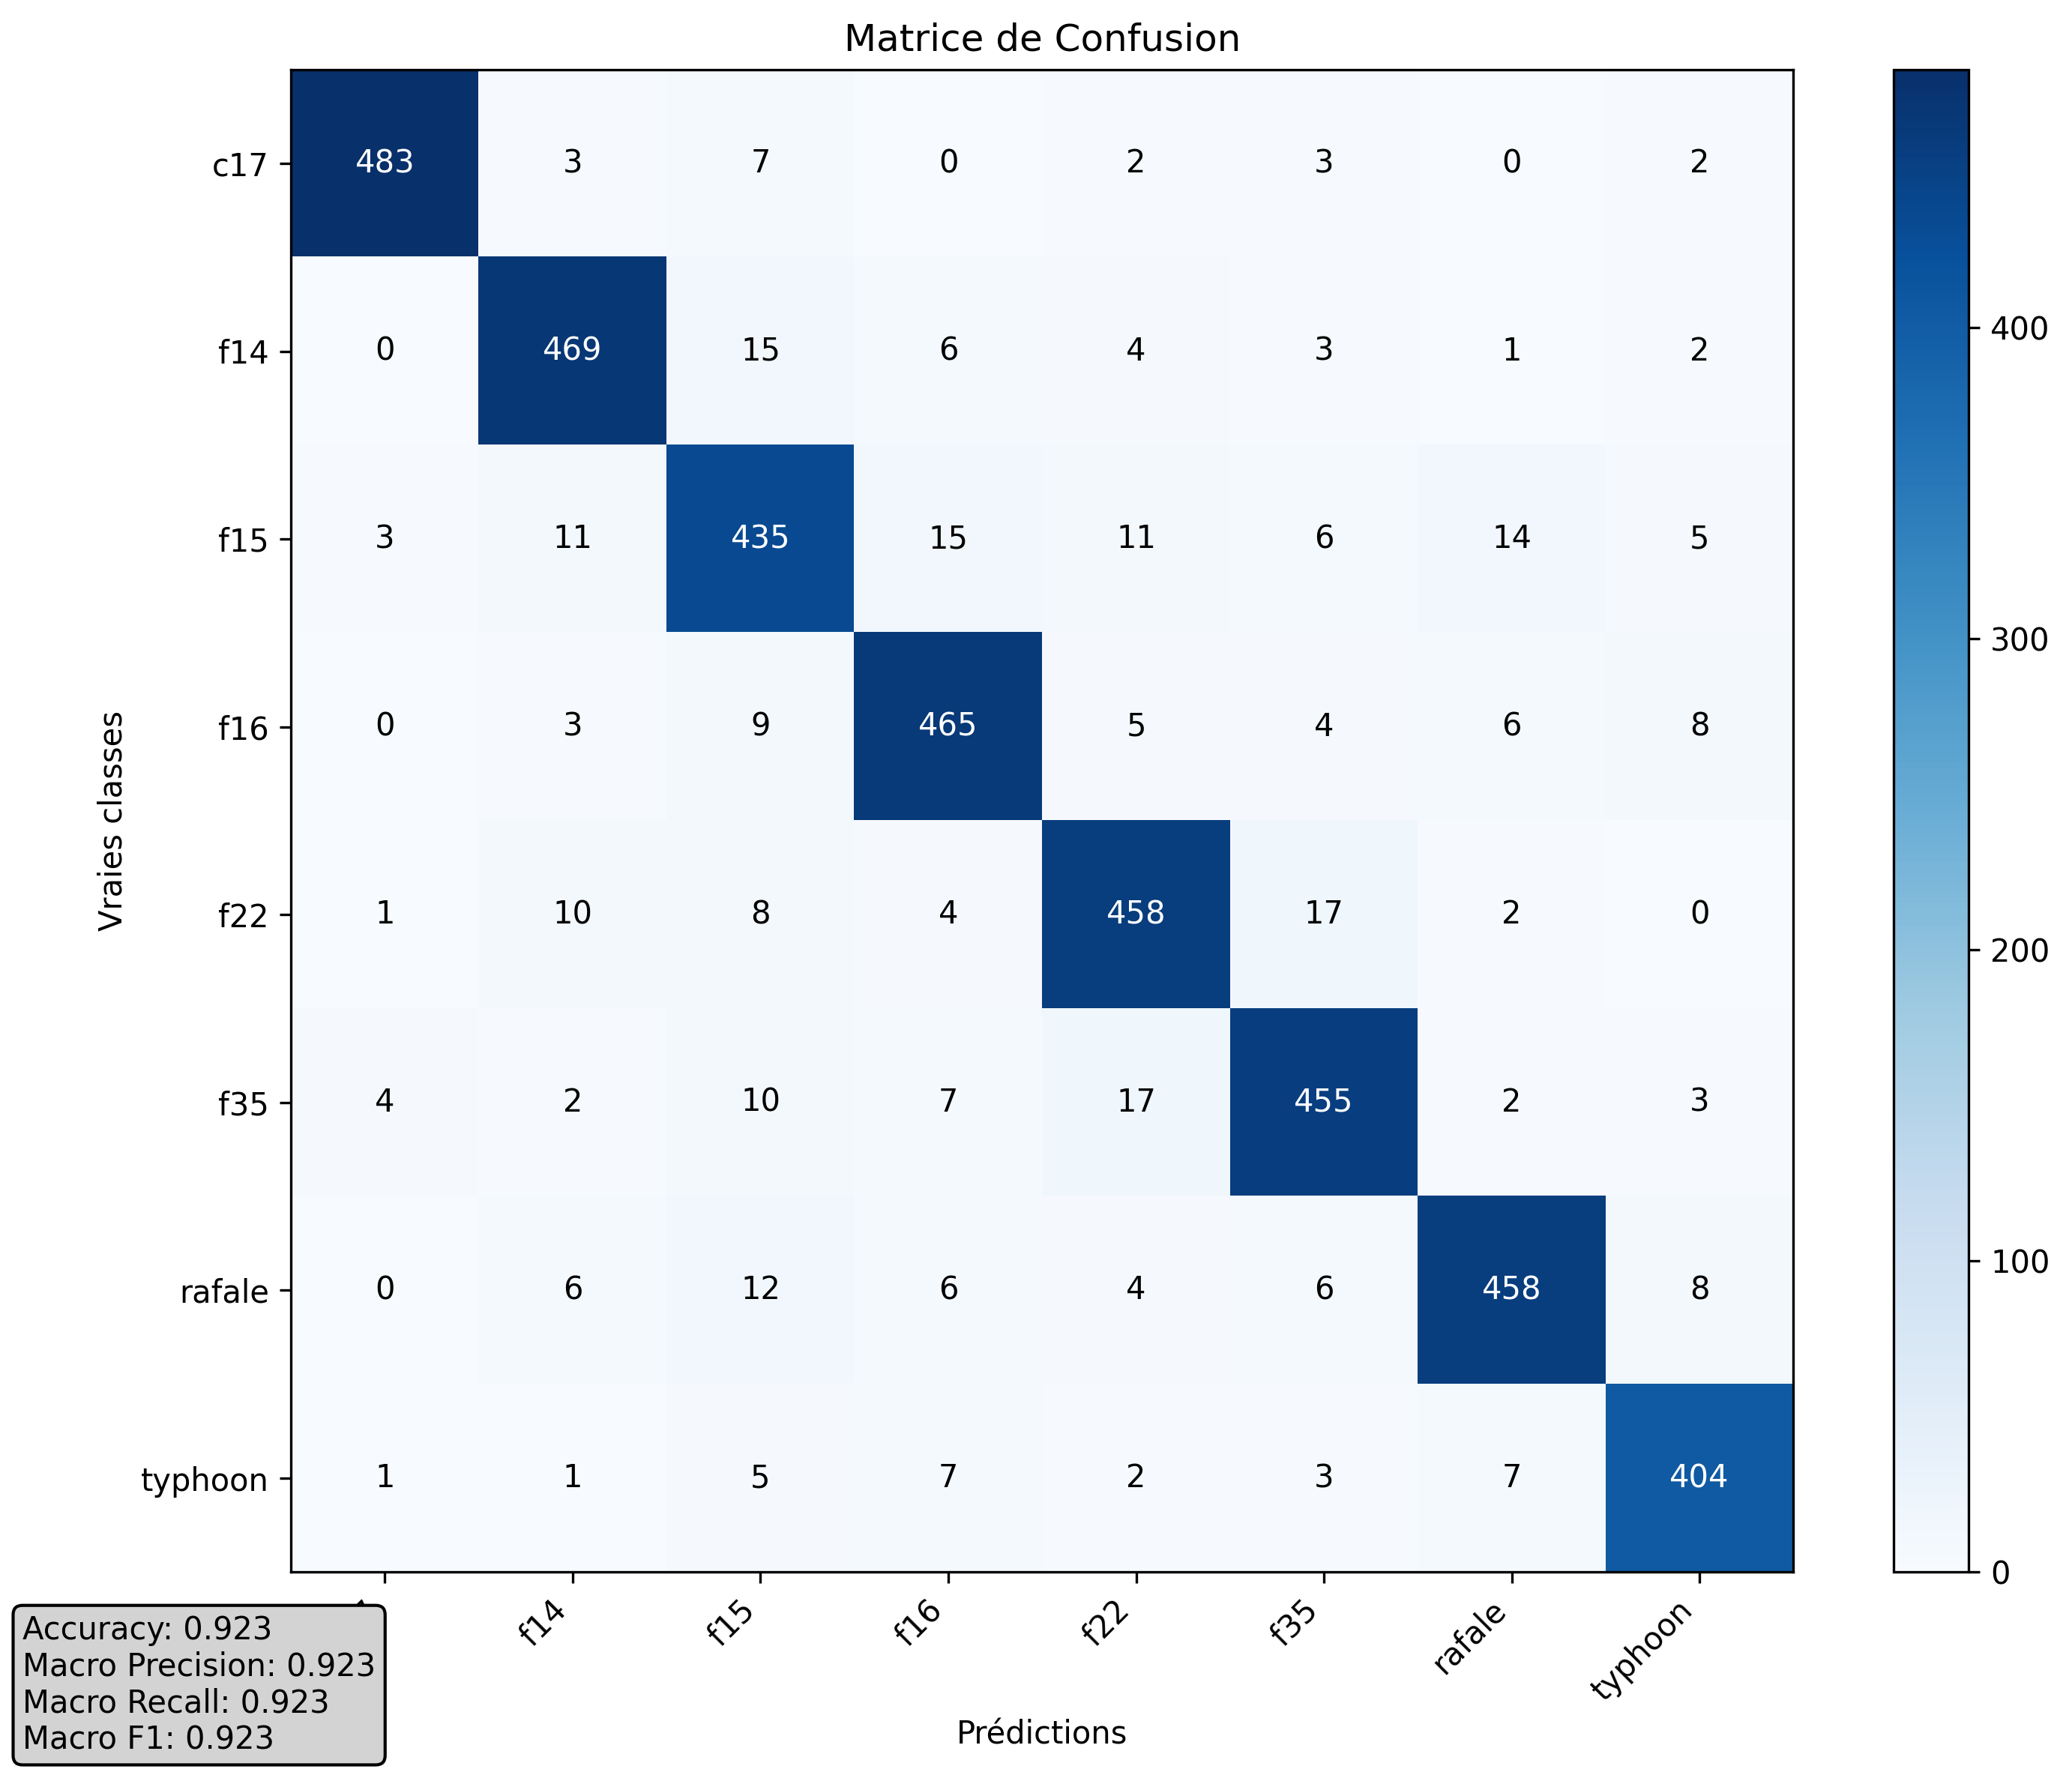 Matrice de Confusion
c17 483 3 7 0 2 3 0 2
f14 0 469 15 6 4 3 1 2
f15 3 11 435 15 11 6 14 5
f16 0 3 9 465 5 4 6 8
f22 1 10 8 4 458 17 2 0
f35 4 2 10 7 17 455 2 3
rafale 0 6 12 6 4 6 458 8
typhoon 1 1 5 7 2 3 7 404
Vraies classes
f14 f15 f16 f22 f35 rafale typhoon
Prédictions
400
300
200
100
0
Accuracy: 0.923
Macro Precision: 0.923
Macro Recall: 0.923
Macro F1: 0.923